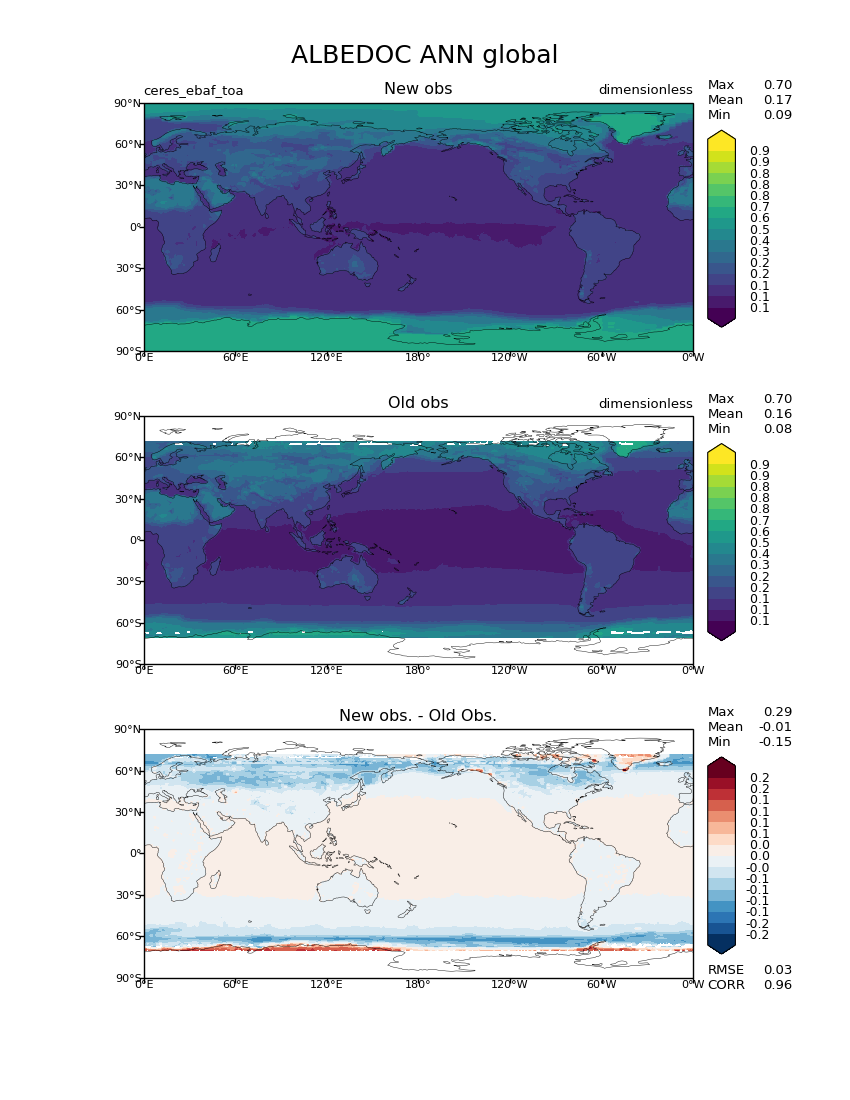 ALBEDOC ANN global
ceres_ebaf_toa New obs dimensionless
Max 0.70
Mean 0.17
Min 0.09
90°N
60°N
30°N
0°
30°S
60°S
90°S
0°E 60°E 120°E 180° 120°W 60°W 0°W
0.9
0.9
0.8
0.8
0.7
0.6
0.5
0.4
0.3
0.2
0.2
0.1
0.1
0.1
Old obs dimensionless
Max 0.70
Mean 0.16
Min 0.08
90°N
60°N
30°N
0°
30°S
60°S
90°S
0°E 60°E 120°E 180° 120°W 60°W 0°W
0.9
0.9
0.8
0.8
0.7
0.6
0.5
0.4
0.3
0.2
0.2
0.1
0.1
0.1
New obs. - Old Obs.
Max 0.29
Mean -0.01
Min -0.15
90°N
60°N
30°N
0°
30°S
60°S
90°S
0°E 60°E 120°E 180° 120°W 60°W 0°W
0.2
0.2
0.1
0.1
0.1
0.1
0.0
0.0
-0.0
-0.1
-0.1
-0.1
-0.1
-0.2
-0.2
RMSE 0.03
CORR 0.96